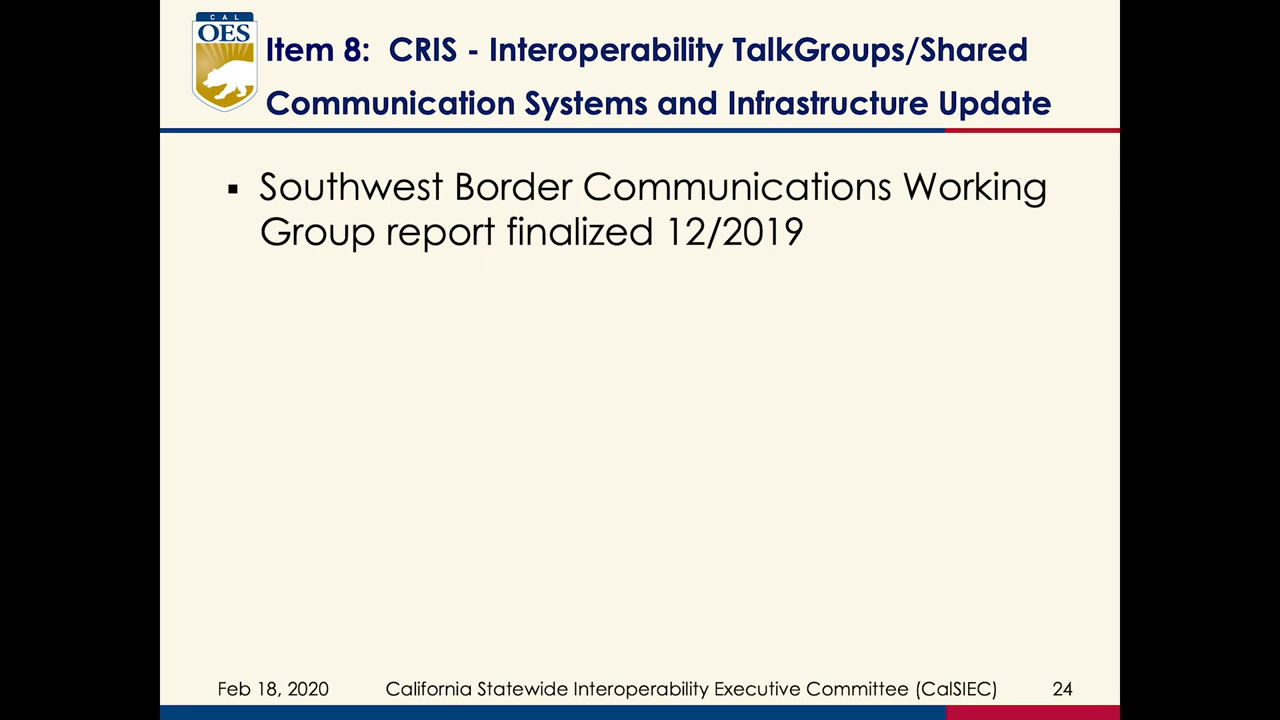 CAL
OES
Item 8: CRIS - Interoperability TalkGroups/Shared
Communication Systems and Infrastructure Update
▪ Southwest Border Communications Working
Group report finalized 12/2019
Feb 18, 2020 California Statewide Interoperability Executive Committee (CalSIEC) 24